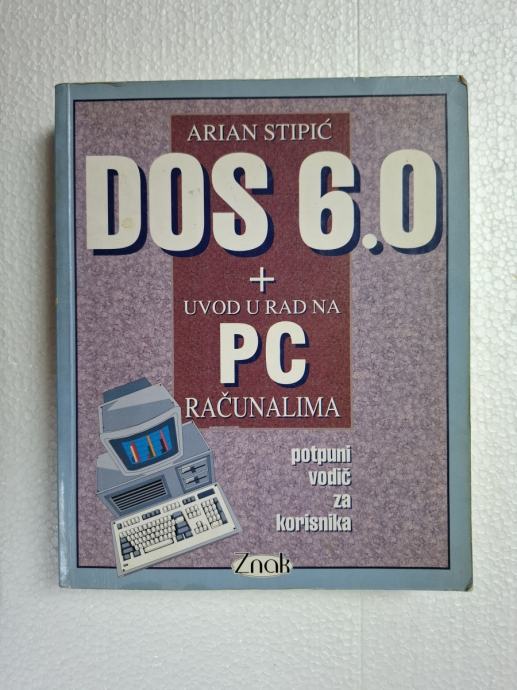 ARIAN STIPIĆ
DOS 6.0
+
UVOD U RAD NA
PC
RAČUNALIMA
potpuni
vodič
za
korisnika
Znak